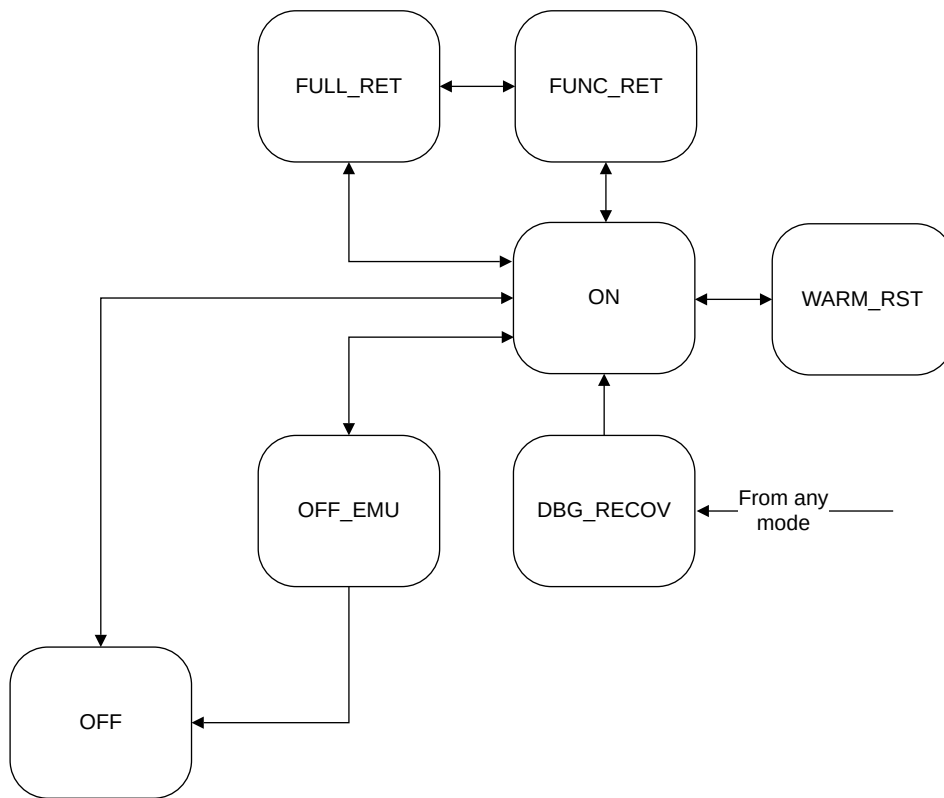 FULL_RET
FUNC_RET
ON
WARM_RST
OFF_EMU
DBG_RECOV
From any
mode
OFF